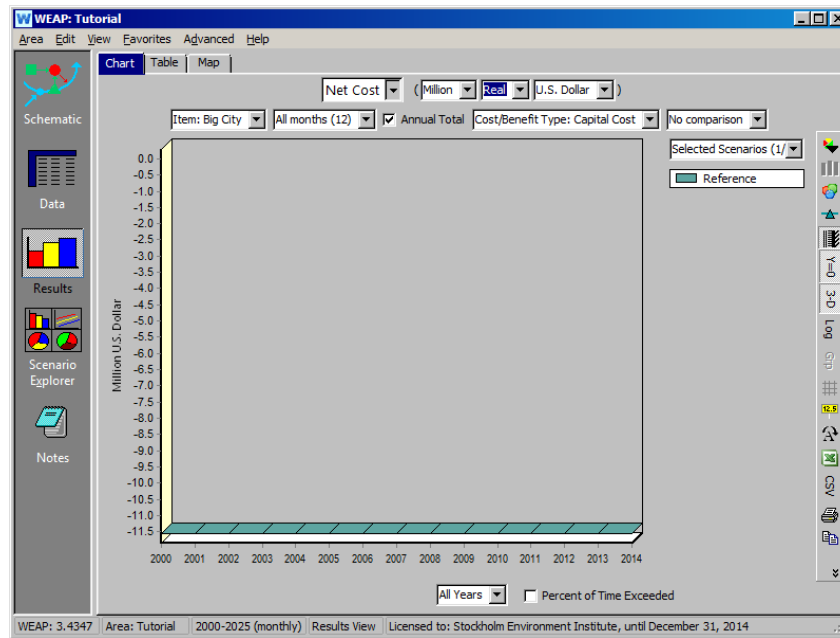 WEAP: Tutorial
Area Edit View Favorites Advanced Help
Chart Table Map
Net Cost ( Million Real U.S. Dollar )
Item: Big City All months (12) Annual Total Cost/Benefit Type: Capital Cost No comparison
Selected Scenarios (1/
Reference
Schematic
Data
Results
Scenario
Explorer
Notes
Million U.S. Dollar
0.0
-0.5
-1.0
-1.5
-2.0
-2.5
-3.0
-3.5
-4.0
-4.5
-5.0
-5.5
-6.0
-6.5
-7.0
-7.5
-8.0
-8.5
-9.0
-9.5
-10.0
-10.5
-11.0
-11.5
2000 2001 2002 2003 2004 2005 2006 2007 2008 2009 2010 2011 2012 2013 2014
All Years Percent of Time Exceeded
Y=0
3-D
Log
Grp
12.5
A
CSV
WEAP: 3.4347 Area: Tutorial 2000-2025 (monthly) Results View Licensed to: Stockholm Environment Institute, until December 31, 2014